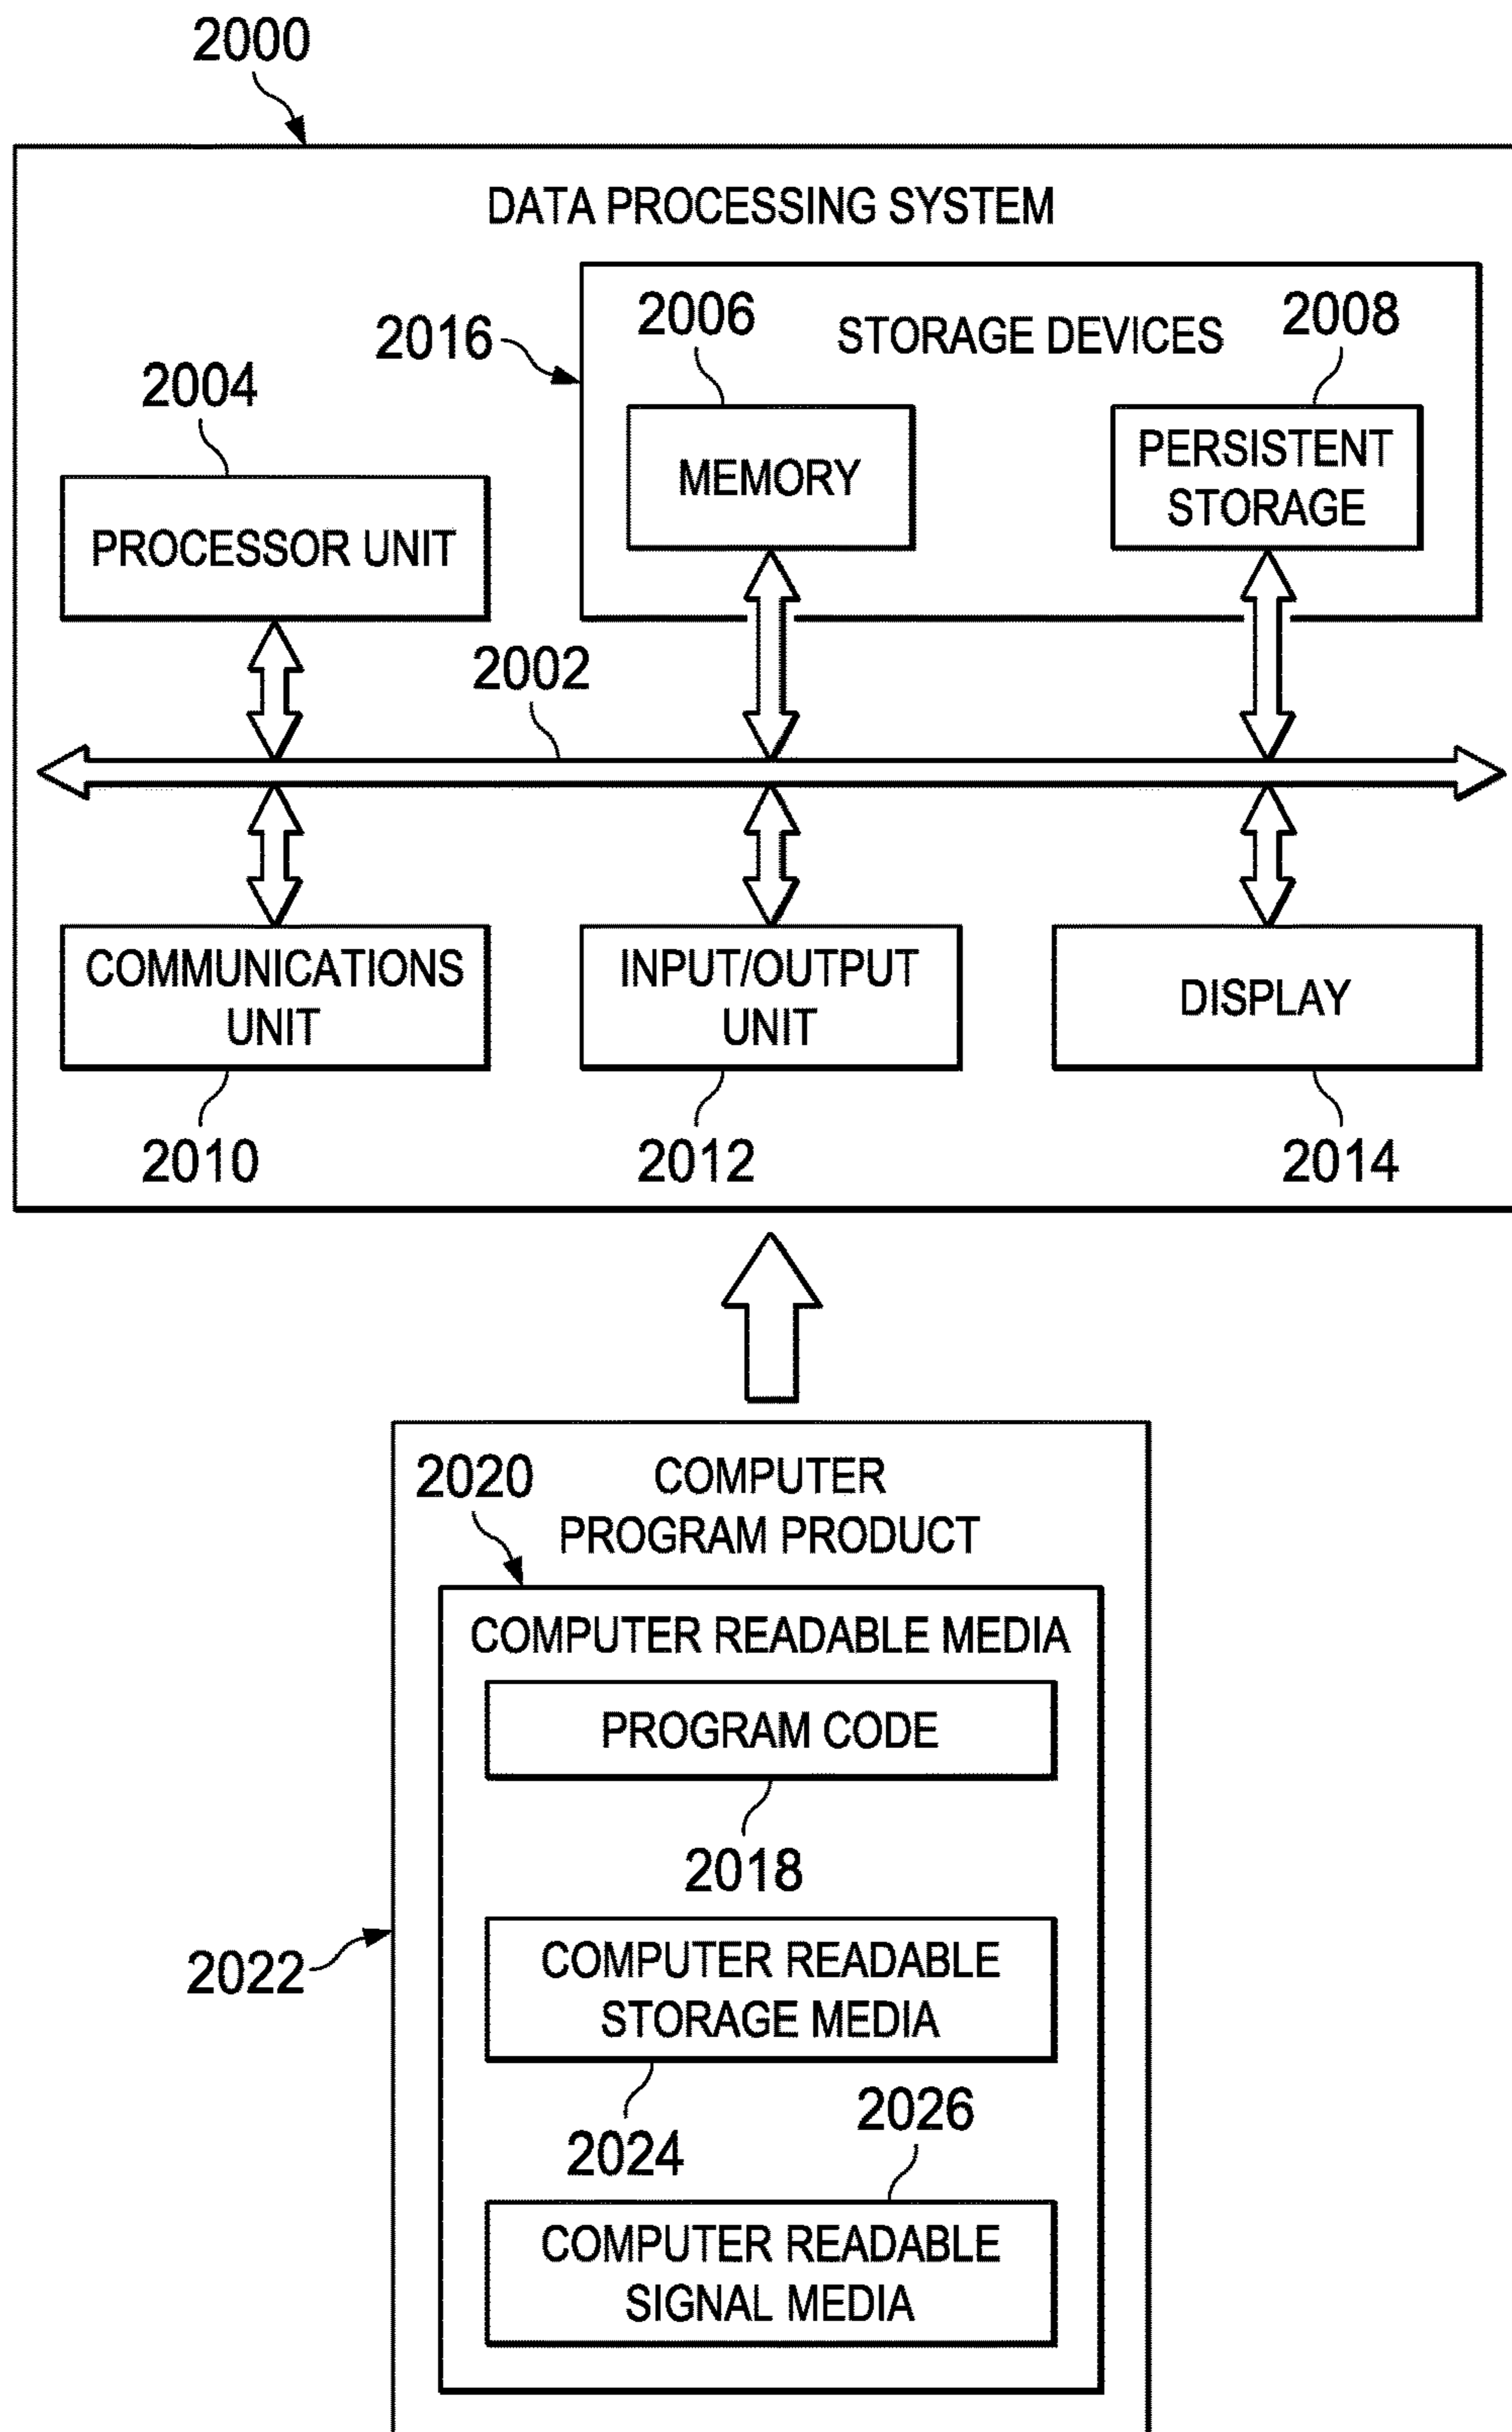 2000
DATA PROCESSING SYSTEM
2016
2006
STORAGE DEVICES
2008
2004
MEMORY
PERSISTENT
STORAGE
PROCESSOR UNIT
2002
COMMUNICATIONS
UNIT
INPUT/OUTPUT
UNIT
DISPLAY
2010
2012
2014
2020
COMPUTER
PROGRAM PRODUCT
COMPUTER READABLE MEDIA
PROGRAM CODE
2018
2022
COMPUTER READABLE
STORAGE MEDIA
2024
2026
COMPUTER READABLE
SIGNAL MEDIA